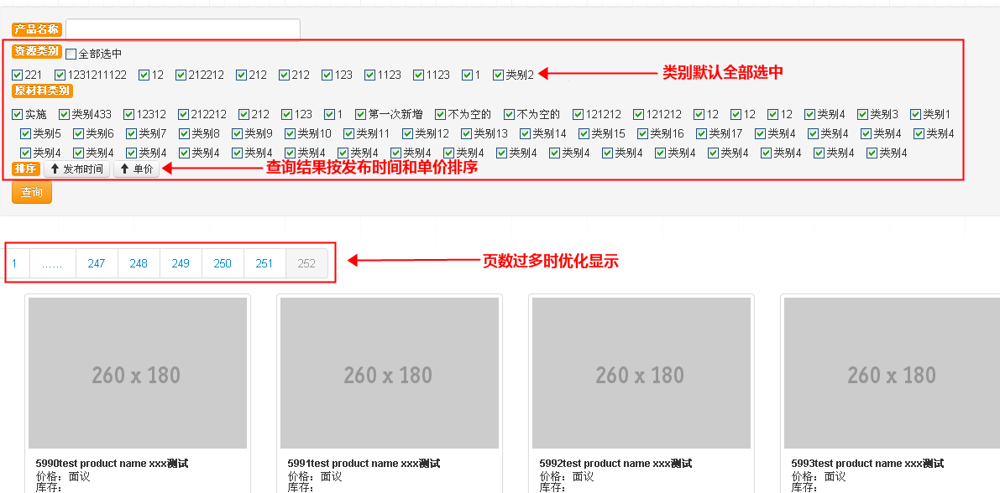 产品名称
资源类别 全部选中
221 1231211122 12 212212 212 212 123 1123 1123 1 类别2 类别默认全部选中
原材料类别
实施 类别433 12312 212212 212 123 1 第一次新增 不为空的 不为空的 121212 121212 12 12 12 类别4 类别3 类别1
类别5 类别6 类别7 类别8 类别9 类别10 类别11 类别12 类别13 类别14 类别15 类别16 类别17 类别4 类别4 类别4 类别4
类别4 类别4 类别4 类别4 类别4 类别4 类别4 类别4 类别4 类别4 类别4 类别4 类别4 类别4 类别4 类别4 类别4
排序 发布时间 单价 查询结果按发布时间和单价排序
查询
1 …… 247 248 249 250 251 252 页数过多时优化显示
260 x 180 260 x 180 260 x 180 260 x 180
5990test product name xxx测试 5991test product name xxx测试 5992test product name xxx测试 5993test product name xxx测试
价格：面议 价格：面议 价格：面议 价格：面议
库存： 库存： 库存： 库存：